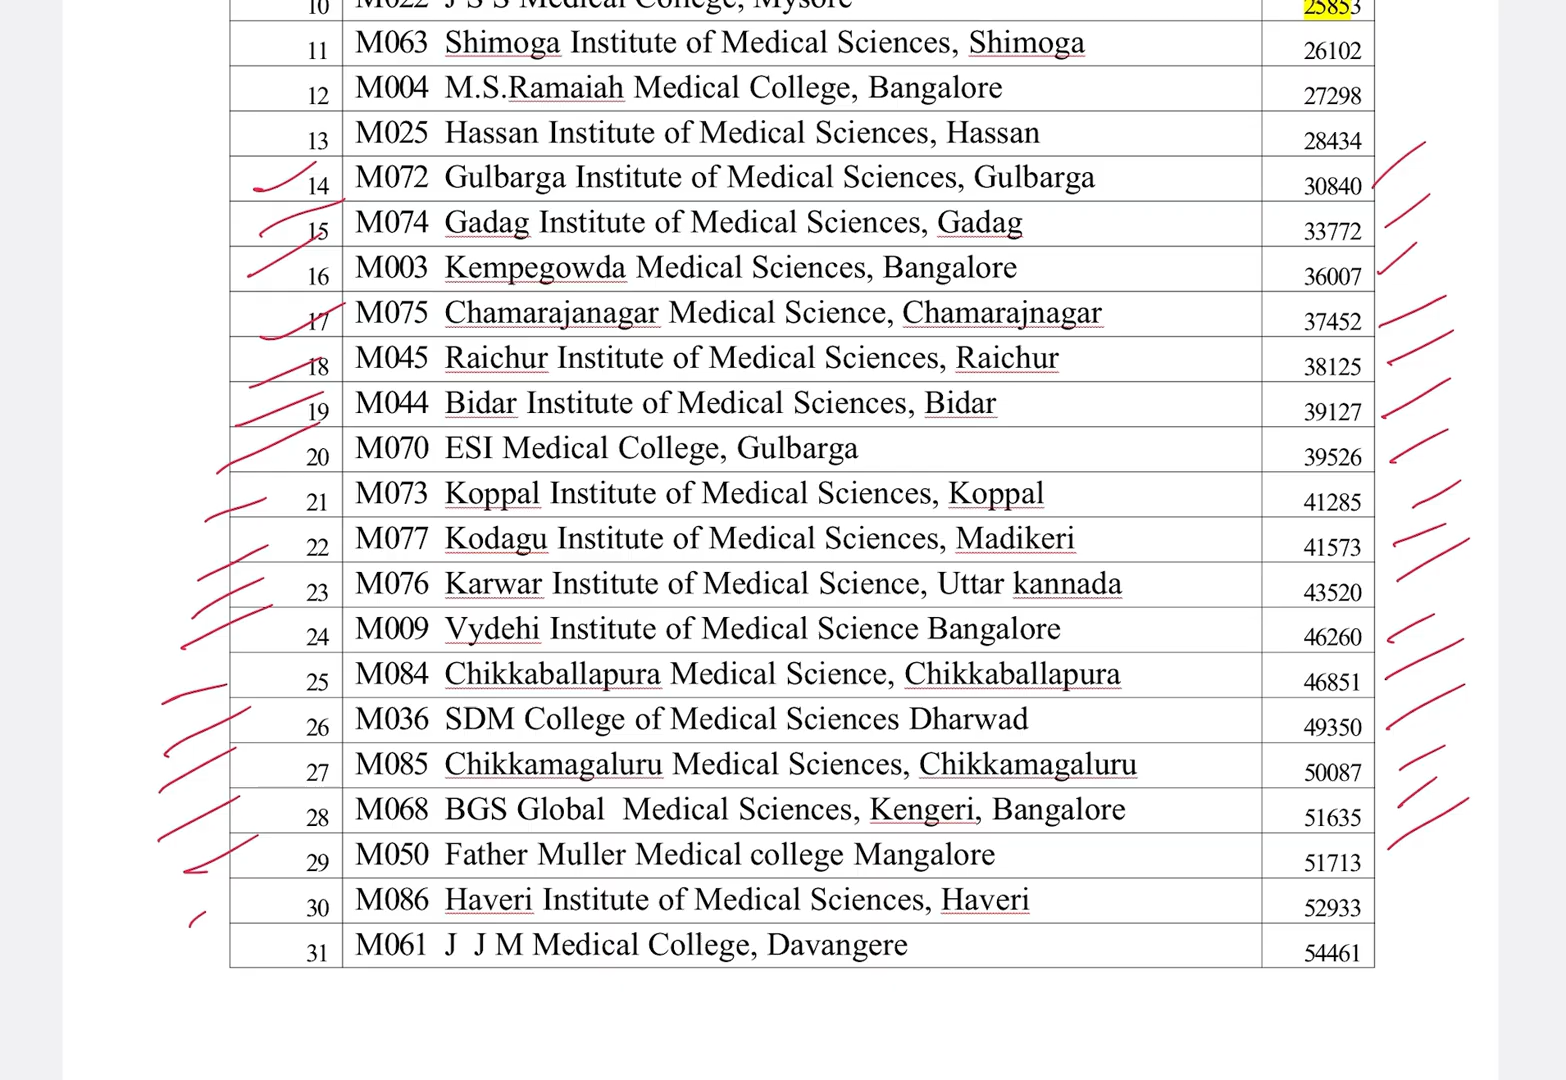 10 M022 J S S Medical College, Mysore 25853
11 M063 Shimoga Institute of Medical Sciences, Shimoga 26102
12 M004 M.S.Ramaiah Medical College, Bangalore 27298
13 M025 Hassan Institute of Medical Sciences, Hassan 28434
14 M072 Gulbarga Institute of Medical Sciences, Gulbarga 30840
15 M074 Gadag Institute of Medical Sciences, Gadag 33772
16 M003 Kempegowda Medical Sciences, Bangalore 36007
17 M075 Chamarajanagar Medical Science, Chamarajnagar 37452
18 M045 Raichur Institute of Medical Sciences, Raichur 38125
19 M044 Bidar Institute of Medical Sciences, Bidar 39127
20 M070 ESI Medical College, Gulbarga 39526
21 M073 Koppal Institute of Medical Sciences, Koppal 41285
22 M077 Kodagu Institute of Medical Sciences, Madikeri 41573
23 M076 Karwar Institute of Medical Science, Uttar kannada 43520
24 M009 Vydehi Institute of Medical Science Bangalore 46260
25 M084 Chikkaballapura Medical Science, Chikkaballapura 46851
26 M036 SDM College of Medical Sciences Dharwad 49350
27 M085 Chikkamagaluru Medical Sciences, Chikkamagaluru 50087
28 M068 BGS Global Medical Sciences, Kengeri, Bangalore 51635
29 M050 Father Muller Medical college Mangalore 51713
30 M086 Haveri Institute of Medical Sciences, Haveri 52933
31 M061 J J M Medical College, Davangere 54461